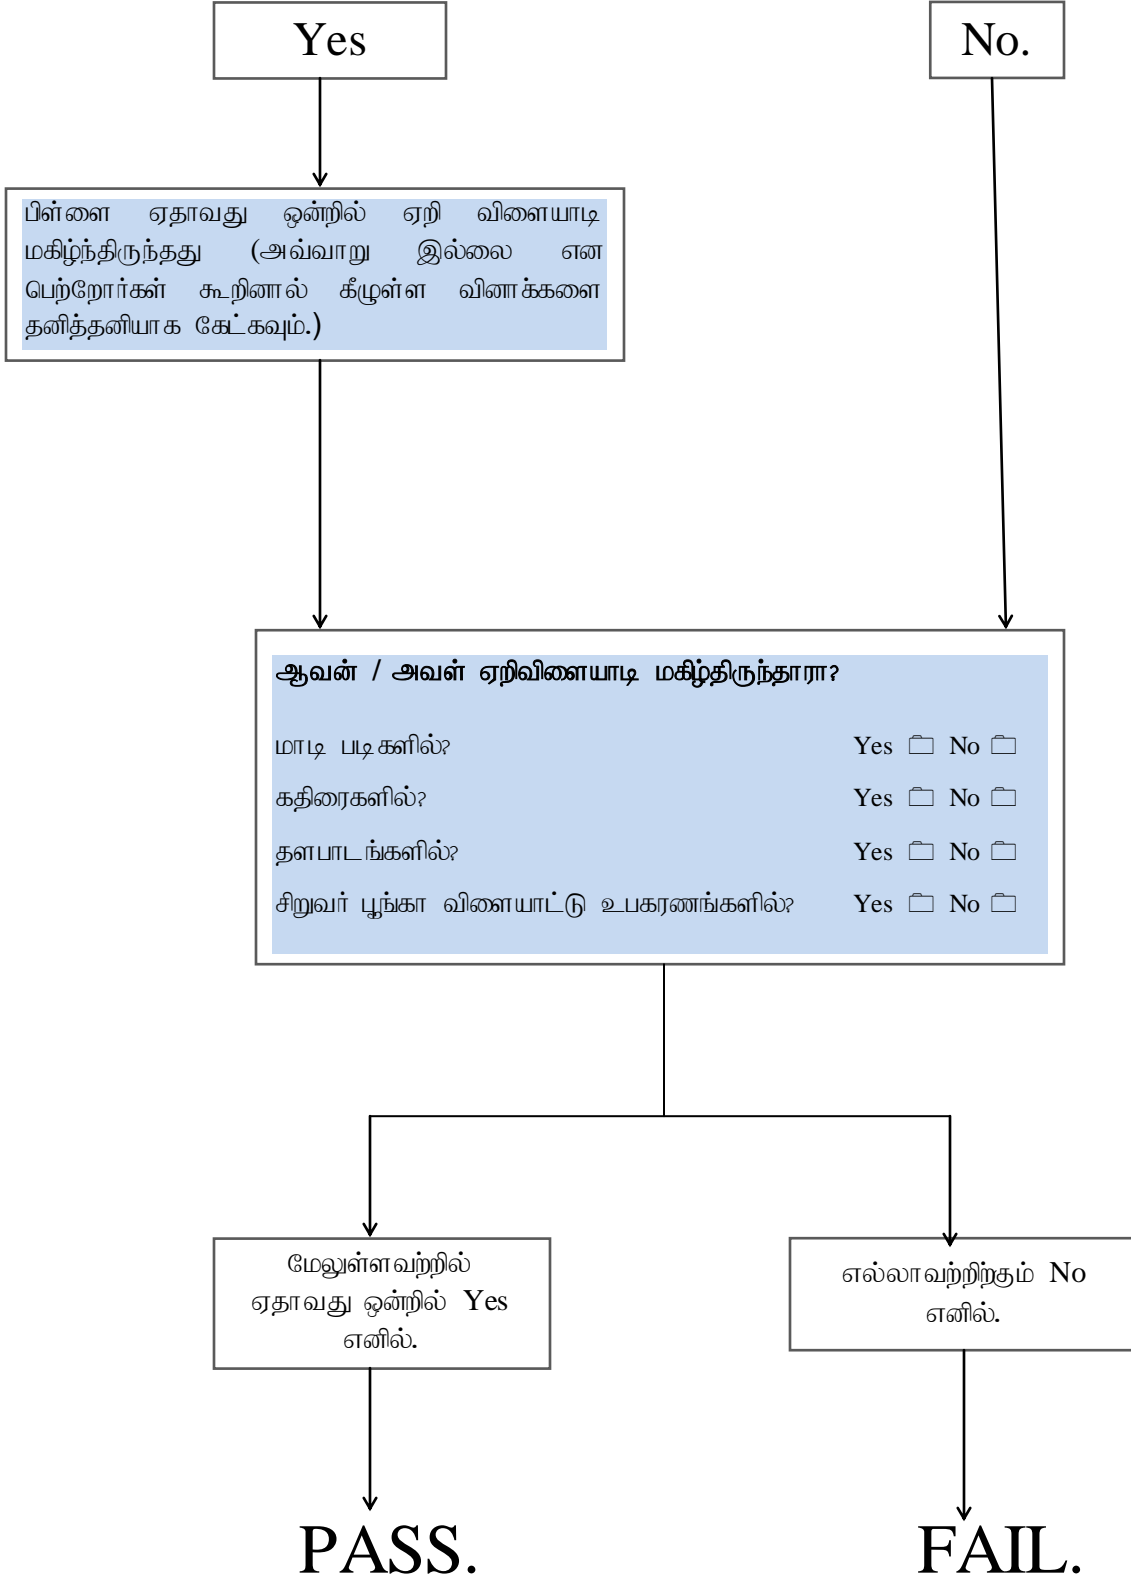 Yes
No.
பிள்ளை ஏதாவது ஒன்றில் ஏறி விளையாடி
மகிழ்ந்திருந்தது (அவ்வாறு இல்லை என
பெற்றோர்கள் கூறினால் கீழுள்ள வினாக்களை
தனித்தனியாக கேட்கவும்.)
ஆவன் / அவள் ஏறிவிளையாடி மகிழ்திருந்தாரா?
மாடி படிகளில்? Yes No
கதிரைகளில்? Yes No
தளபாடங்களில்? Yes No
சிறுவர் பூங்கா விளையாட்டு உபகரணங்களில்? Yes No
மேலுள்ளவற்றில்
ஏதாவது ஒன்றில் Yes
எனில்.
எல்லாவற்றிற்கும் No
எனில்.
PASS.
FAIL.